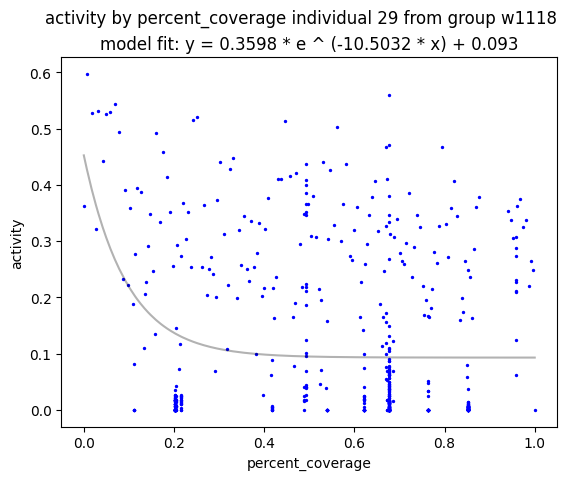 activity by percent_coverage individual 29 from group w1118
model fit: y = 0.3598 * e ^ (-10.5032 * x) + 0.093
0.6
0.5
0.4
0.3
0.2
0.1
0.0
activity
0.0 0.2 0.4 0.6 0.8 1.0
percent_coverage